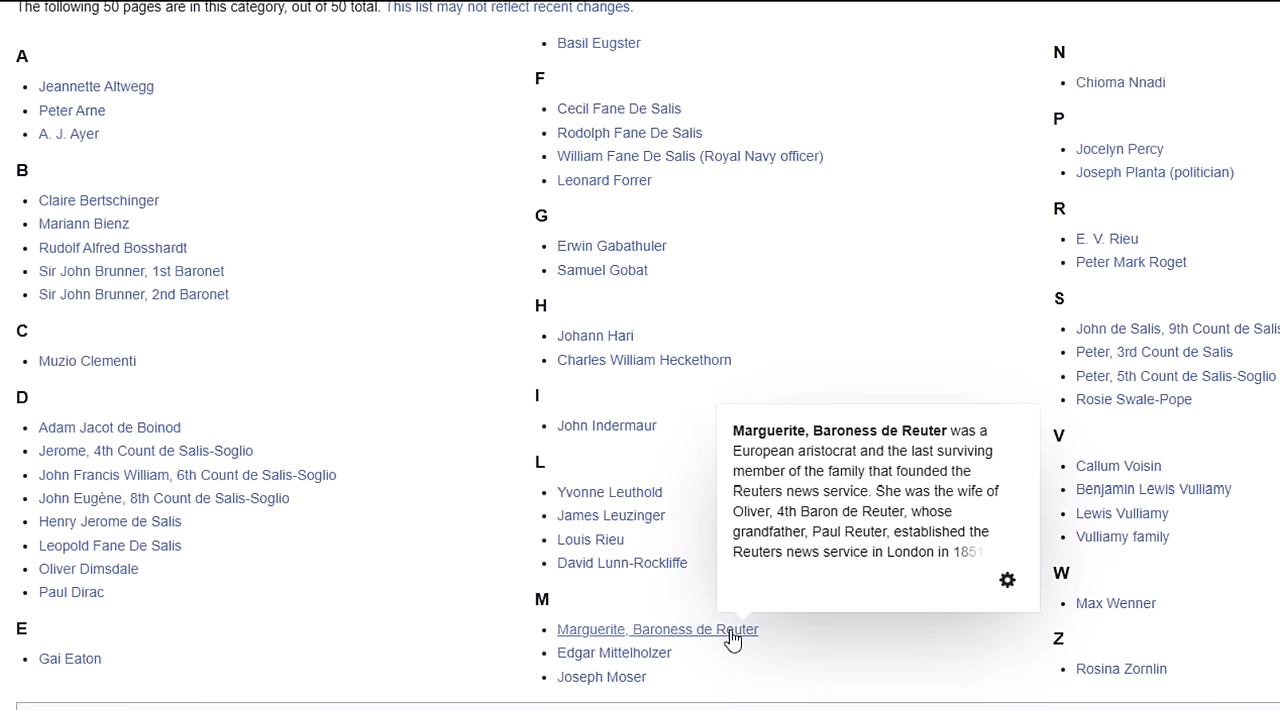 The following 50 pages are in this category, out of 50 total. This list may not reflect recent changes.
A
Jeannette Altwegg
Peter Arne
A. J. Ayer
B
Claire Bertschinger
Mariann Bienz
Rudolf Alfred Bosshardt
Sir John Brunner, 1st Baronet
Sir John Brunner, 2nd Baronet
C
Muzio Clementi
D
Adam Jacot de Boinod
Jerome, 4th Count de Salis-Soglio
John Francis William, 6th Count de Salis-Soglio
John Eugène, 8th Count de Salis-Soglio
Henry Jerome de Salis
Leopold Fane De Salis
Oliver Dimsdale
Paul Dirac
E
Gai Eaton
Basil Eugster
F
Cecil Fane De Salis
Rodolph Fane De Salis
William Fane De Salis (Royal Navy officer)
Leonard Forrer
G
Erwin Gabathuler
Samuel Gobat
H
Johann Hari
Charles William Heckethorn
I
John Indermaur
L
Yvonne Leuthold
James Leuzinger
Louis Rieu
David Lunn-Rockliffe
M
Marguerite, Baroness de Reuter
Edgar Mittelholzer
Joseph Moser
Marguerite, Baroness de Reuter was a
European aristocrat and the last surviving
member of the family that founded the
Reuters news service. She was the wife of
Oliver, 4th Baron de Reuter, whose
grandfather, Paul Reuter, established the
Reuters news service in London in 1851
N
Chioma Nnadi
P
Jocelyn Percy
Joseph Planta (politician)
R
E. V. Rieu
Peter Mark Roget
S
John de Salis, 9th Count de Salis
Peter, 3rd Count de Salis
Peter, 5th Count de Salis-Soglio
Rosie Swale-Pope
V
Callum Voisin
Benjamin Lewis Vulliamy
Lewis Vulliamy
Vulliamy family
W
Max Wenner
Z
Rosina Zornlin